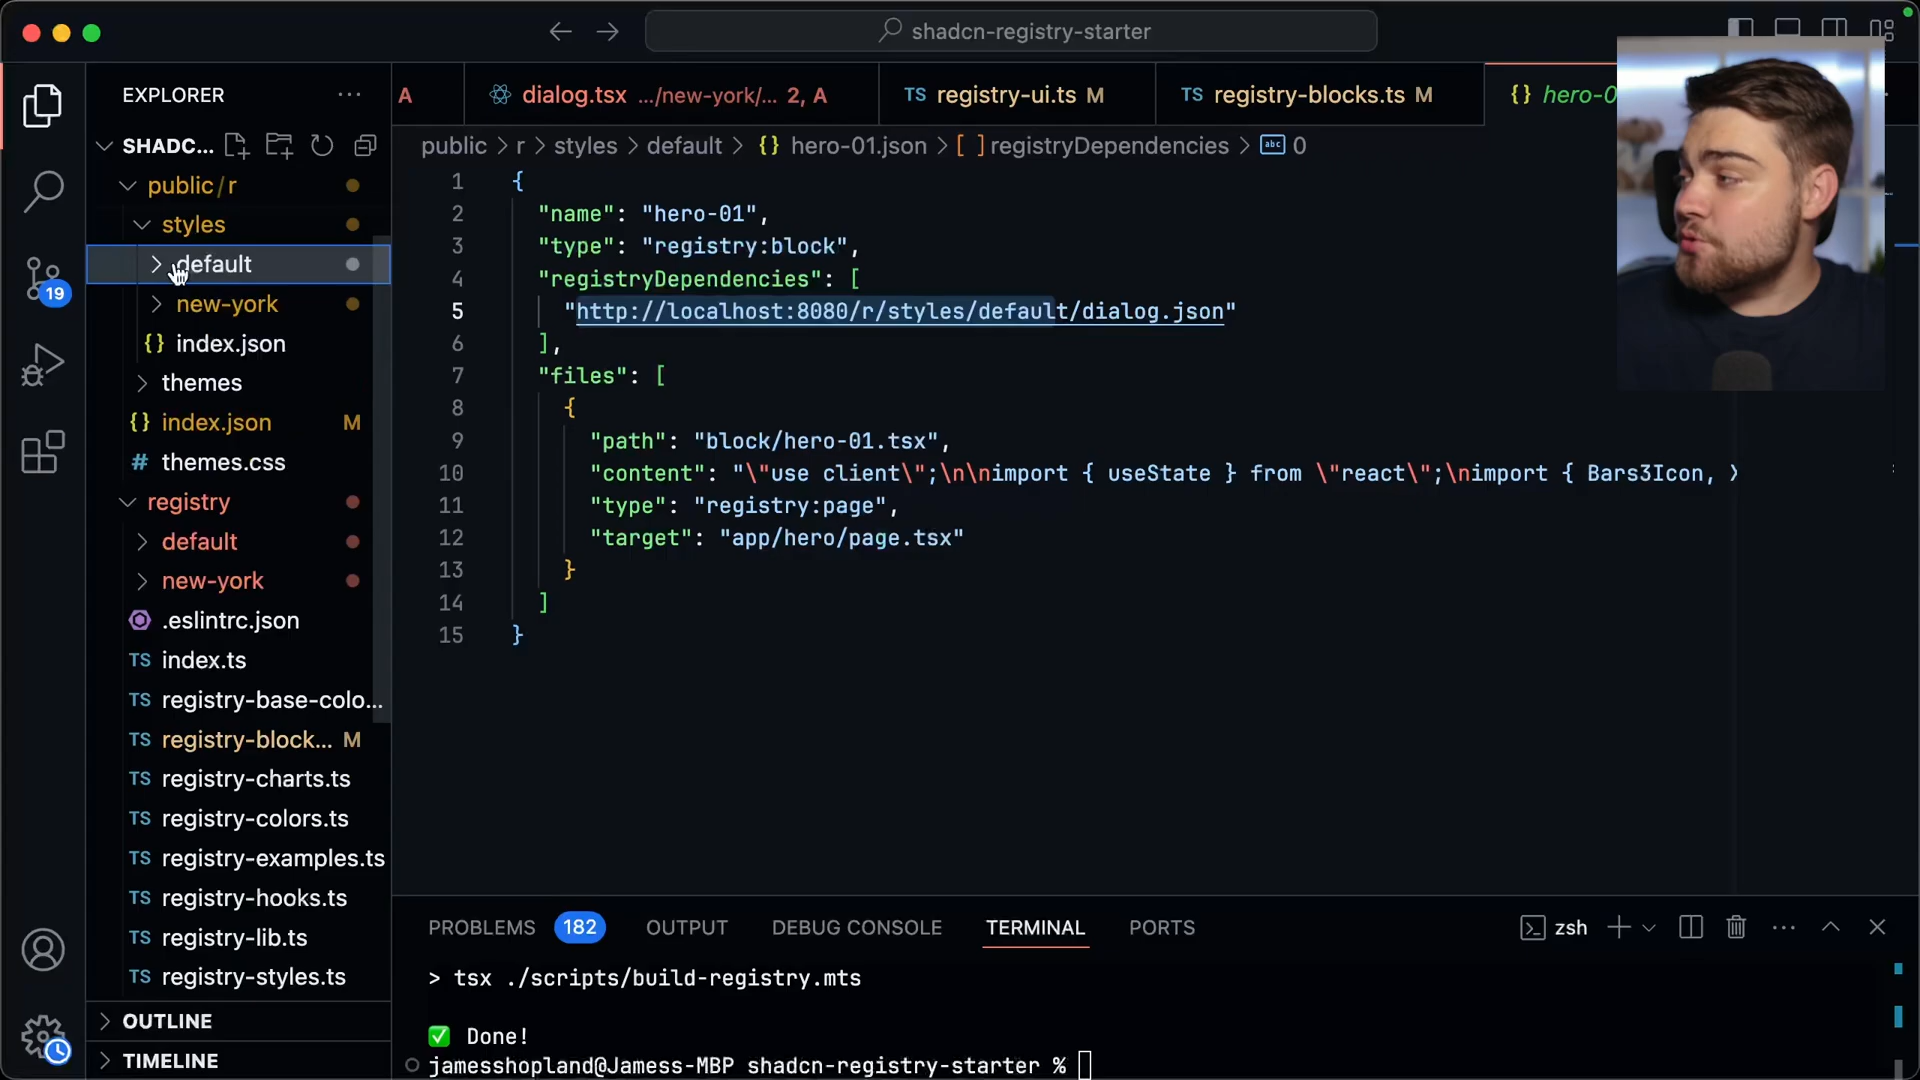 shadcn-registry-starter
EXPLORER
SHADC...
public/r
styles
default
new-york
index.json
themes
index.json M
themes.css
registry
default
new-york
.eslintrc.json
TS index.ts
TS registry-base-colo...
TS registry-block... M
TS registry-charts.ts
TS registry-colors.ts
TS registry-examples.ts
TS registry-hooks.ts
TS registry-lib.ts
TS registry-styles.ts
OUTLINE
TIMELINE
19
A
dialog.tsx .../new-york/... 2, A
TS registry-ui.ts M
TS registry-blocks.ts M
{} hero-0
public > r > styles > default > {} hero-01.json > [ ] registryDependencies > abc 0
1 {
2 "name": "hero-01",
3 "type": "registry:block",
4 "registryDependencies": [
5 "http://localhost:8080/r/styles/default/dialog.json"
6 ],
7 "files": [
8 {
9 "path": "block/hero-01.tsx",
10 "content": "\"use client\";\n\nimport { useState } from \"react\";\nimport { Bars3Icon, X
11 "type": "registry:page",
12 "target": "app/hero/page.tsx"
13 }
14 ]
15 }
PROBLEMS 182 OUTPUT DEBUG CONSOLE TERMINAL PORTS zsh
> tsx ./scripts/build-registry.mts
✅ Done!
jamesshopland@Jamess-MBP shadcn-registry-starter %